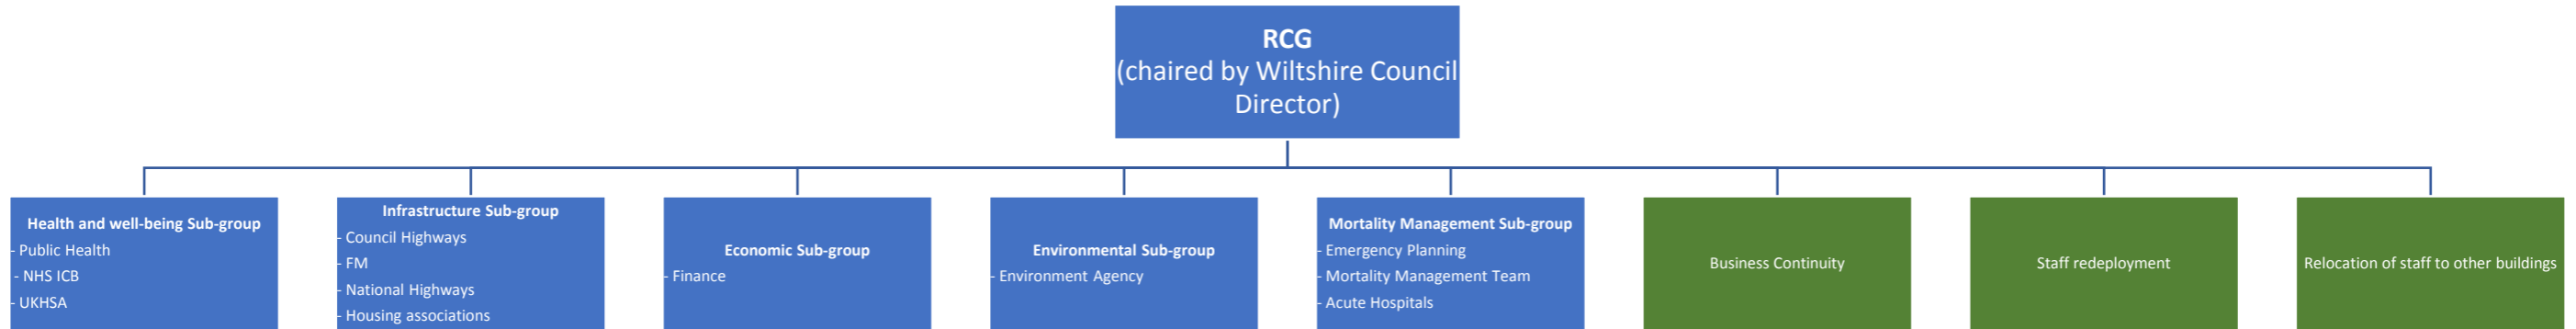 RCG
(chaired by Wiltshire Council
Director)
Health and well-being Sub-group
- Public Health
- NHS ICB
- UKHSA
Infrastructure Sub-group
- Council Highways
- FM
- National Highways
- Housing associations
Economic Sub-group
- Finance
Environmental Sub-group
- Environment Agency
Mortality Management Sub-group
- Emergency Planning
- Mortality Management Team
- Acute Hospitals
Business Continuity
Staff redeployment
Relocation of staff to other buildings